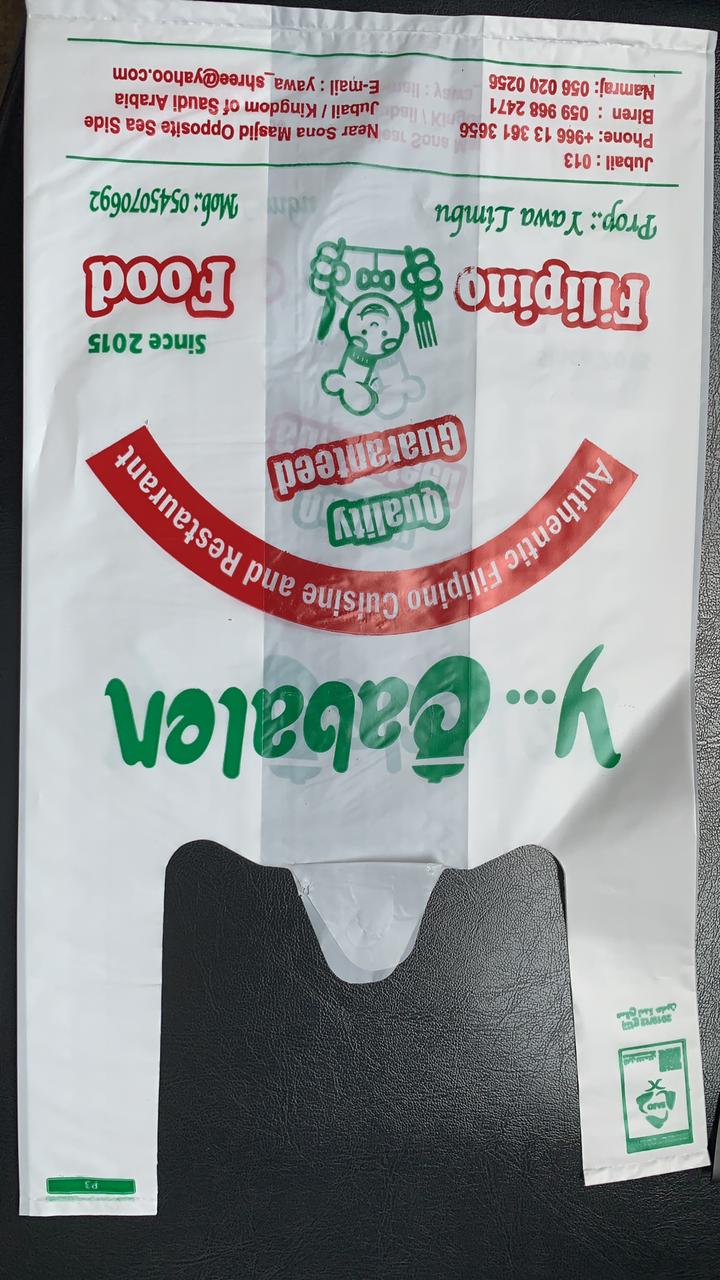 Y... Cabalen
Authentic Filipino Cuisine and Restaurant
Quality
Guaranteed
Since 2015
Filipino Food
Prop.: Yawa Limbu
Mob.: 0545070692
Jubail : 013
Phone: +966 13 361 3656
Biren : 059 968 2471
Namraj: 056 020 0256
Near Sona Masjid Opposite Sea Side
Jubail / Kingdom of Saudi Arabia
E-mail : yawa_shree@yahoo.com
P3